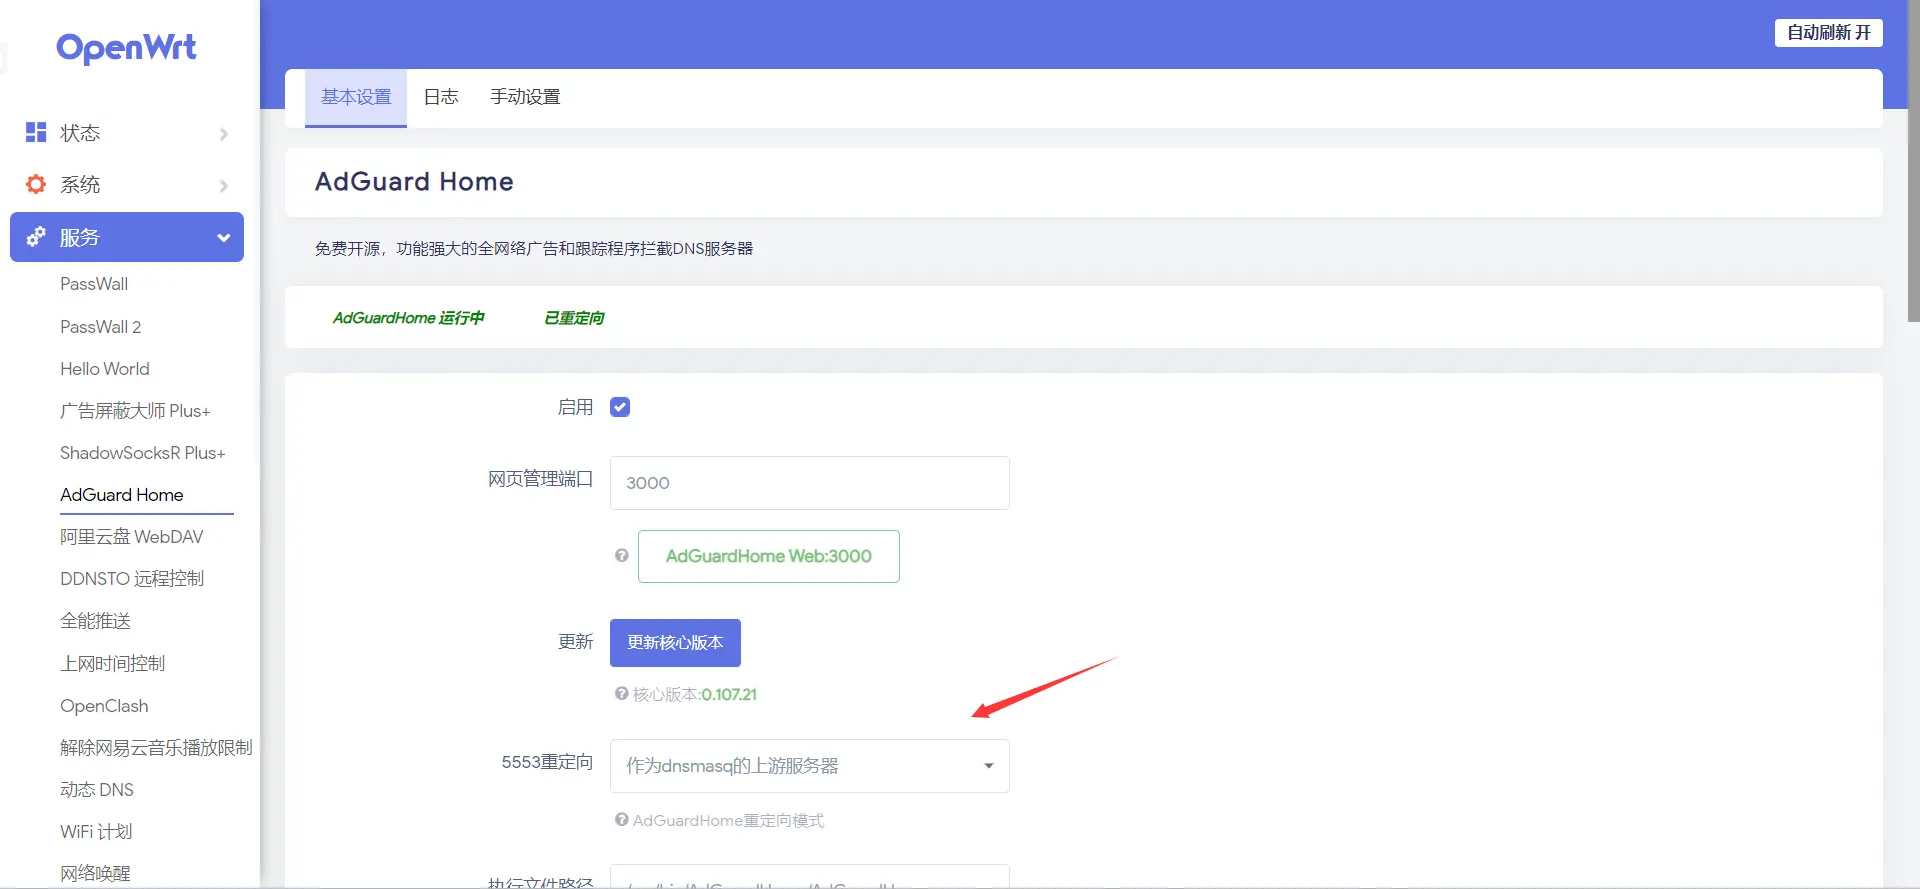 OpenWrt
自动刷新 开
状态
系统
服务
PassWall
PassWall 2
Hello World
广告屏蔽大师 Plus+
ShadowSocksR Plus+
AdGuard Home
阿里云盘 WebDAV
DDNSTO 远程控制
全能推送
上网时间控制
OpenClash
解除网易云音乐播放限制
动态 DNS
WiFi 计划
网络唤醒
基本设置 日志 手动设置
AdGuard Home
免费开源，功能强大的全网络广告和跟踪程序拦截DNS服务器
AdGuardHome 运行中 已重定向
启用
网页管理端口 3000
AdGuardHome Web:3000
更新 更新核心版本
核心版本:0.107.21
5553重定向 作为dnsmasq的上游服务器
AdGuardHome重定向模式
执行文件路径